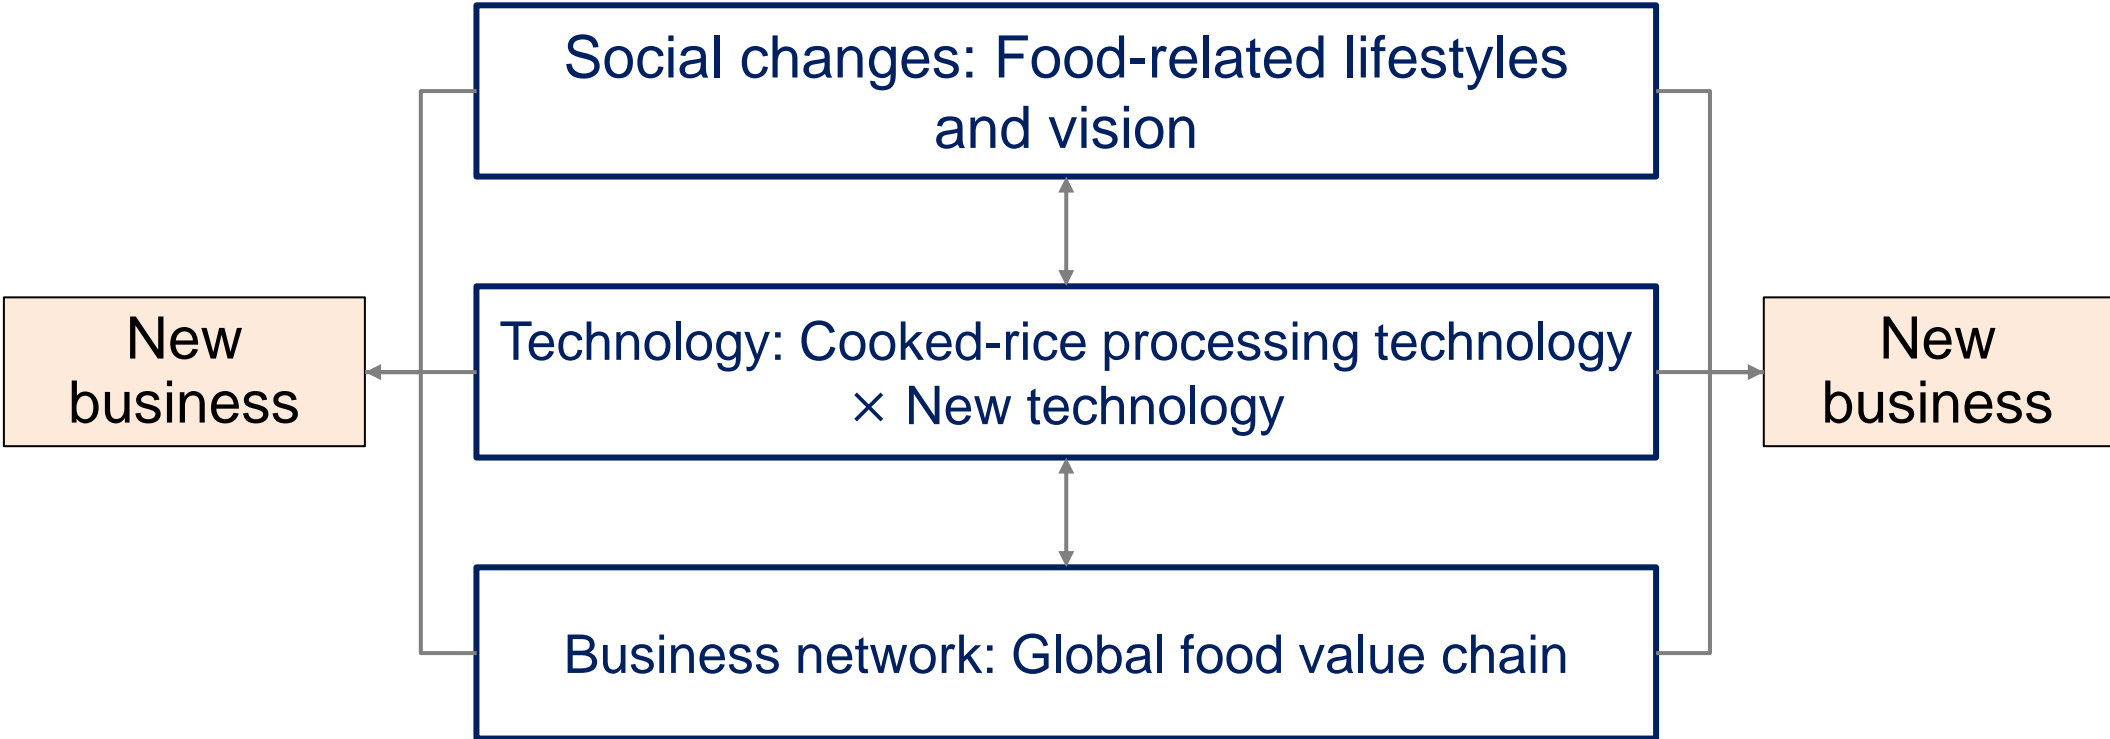 Social changes: Food-related lifestyles
and vision
New
business
Technology: Cooked-rice processing technology
× New technology
New
business
Business network: Global food value chain